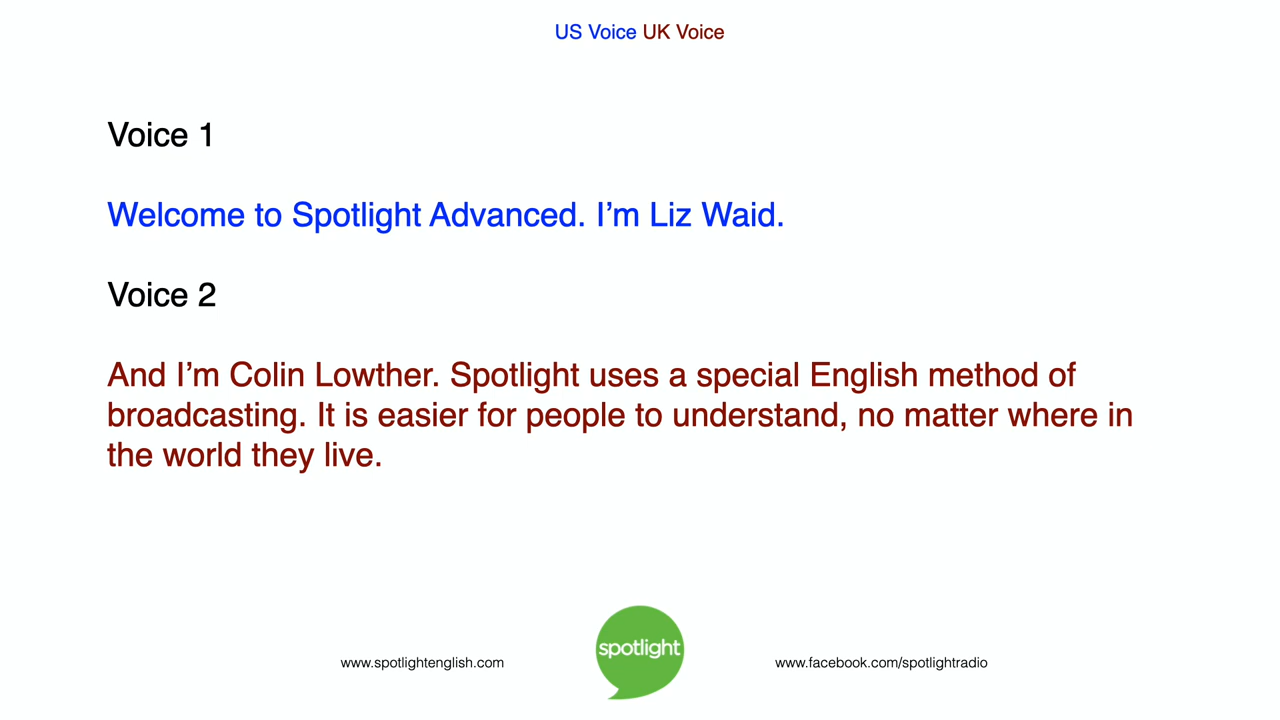 US Voice UK Voice
Voice 1
Welcome to Spotlight Advanced. I’m Liz Waid.
Voice 2
And I’m Colin Lowther. Spotlight uses a special English method of
broadcasting. It is easier for people to understand, no matter where in
the world they live.
spotlight
www.spotlightenglish.com
www.facebook.com/spotlightradio